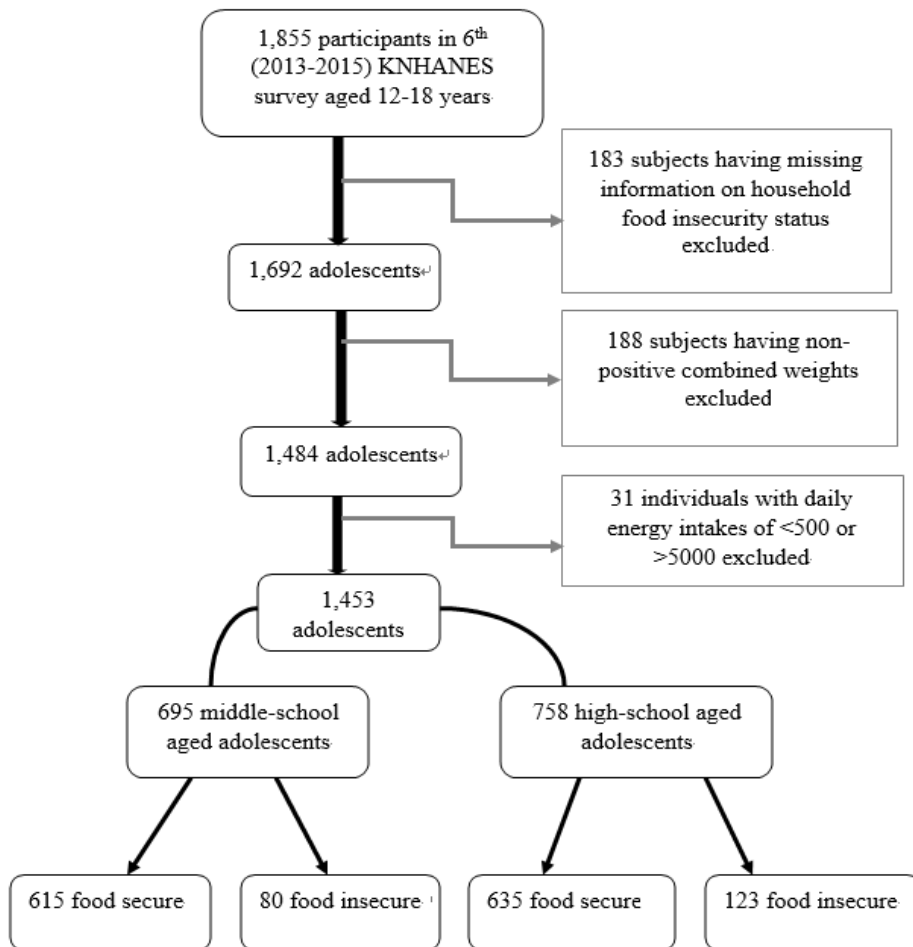 1,855 participants in 6th
(2013-2015) KNHANES
survey aged 12-18 years
183 subjects having missing
information on household
food insecurity status
excluded
1,692 adolescents
188 subjects having non-
positive combined weights
excluded
1,484 adolescents
31 individuals with daily
energy intakes of <500 or
>5000 excluded
1,453
adolescents
695 middle-school
aged adolescents
758 high-school aged
adolescents
615 food secure
80 food insecure
635 food secure
123 food insecure